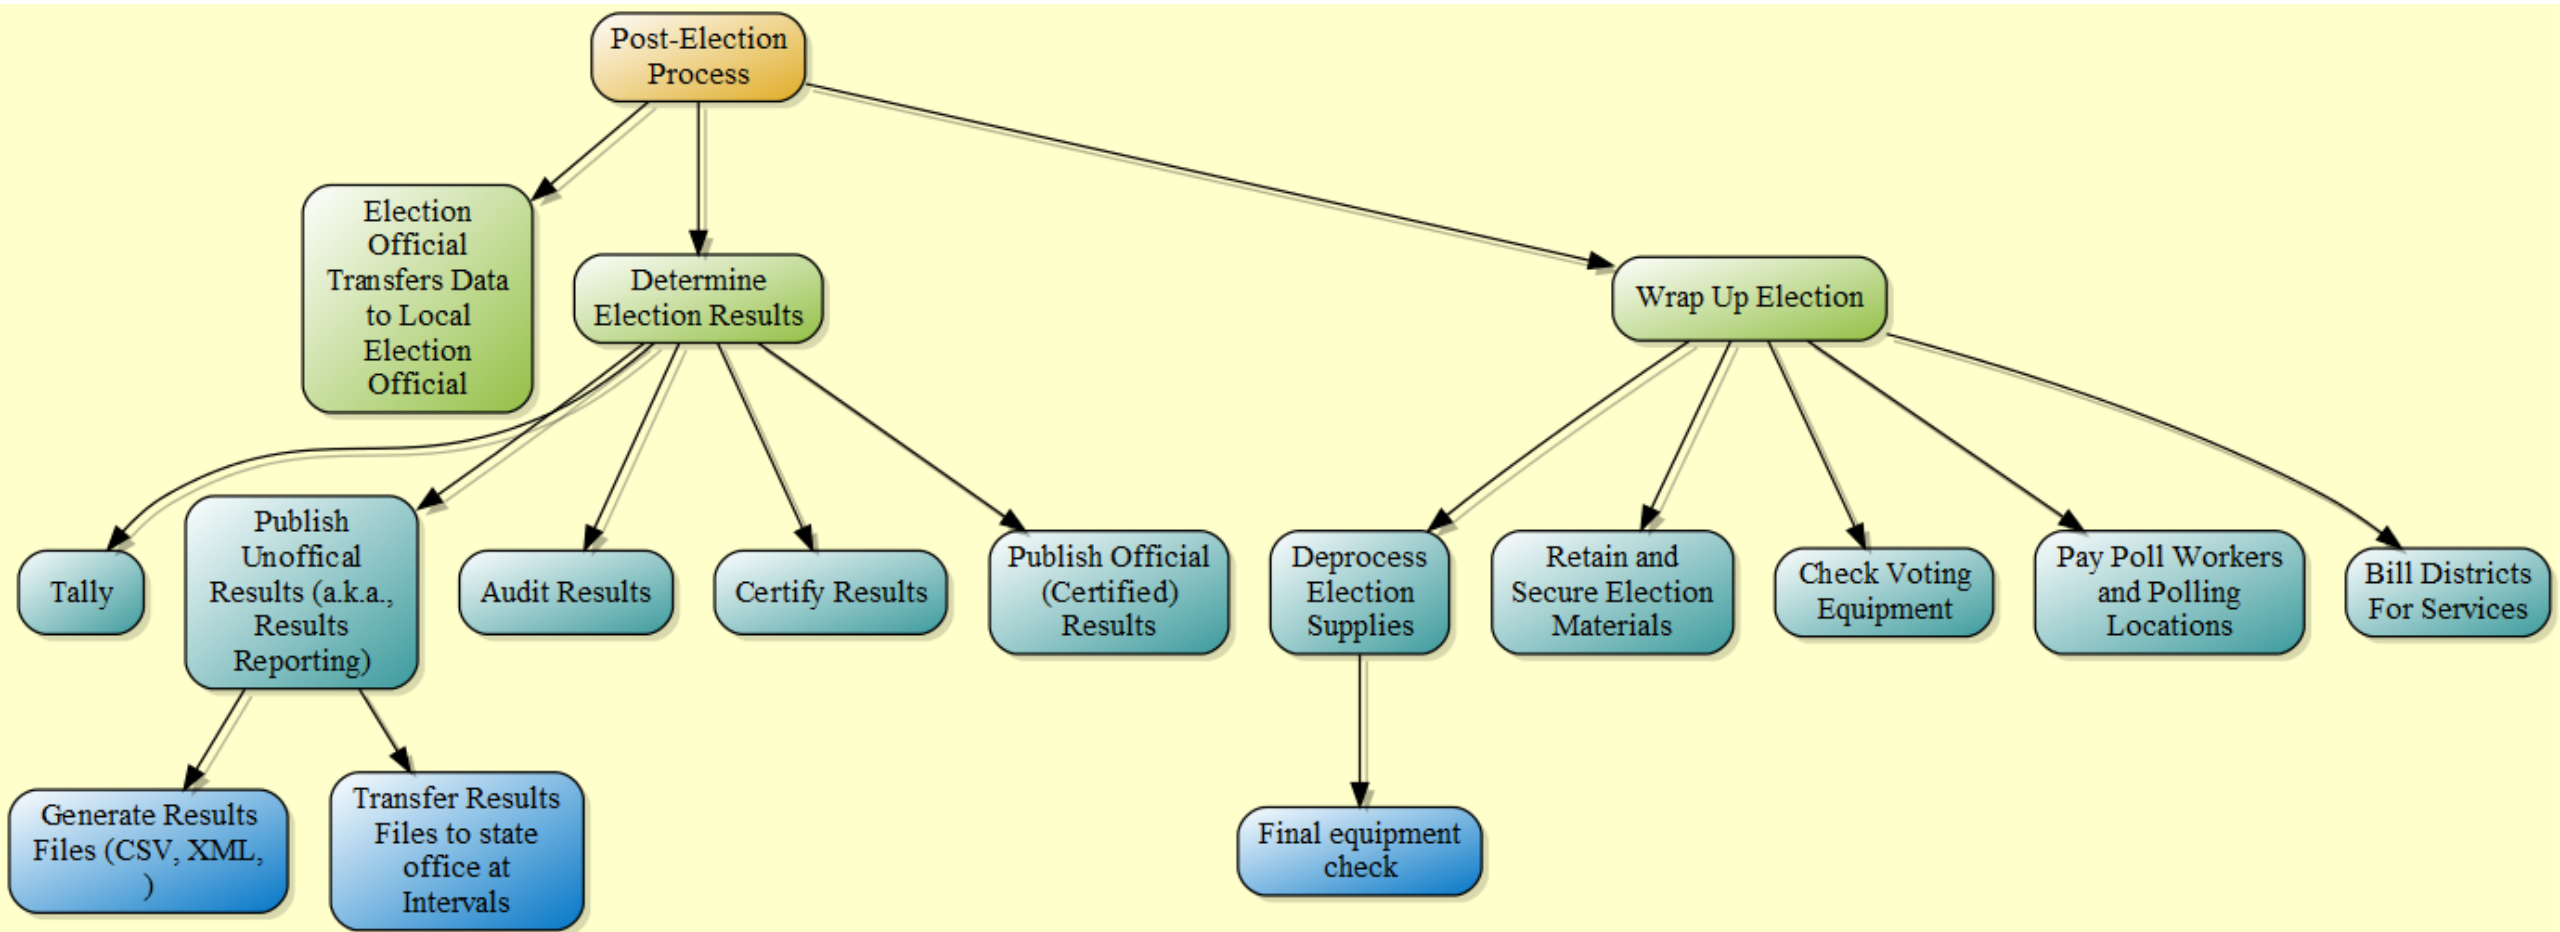 Post-Election
Process
Election
Official
Transfers Data
to Local
Election
Official
Determine
Election Results
Wrap Up Election
Tally
Publish
Unoffical
Results (a.k.a.,
Results
Reporting)
Audit Results
Certify Results
Publish Official
(Certified)
Results
Deprocess
Election
Supplies
Retain and
Secure Election
Materials
Check Voting
Equipment
Pay Poll Workers
and Polling
Locations
Bill Districts
For Services
Generate Results
Files (CSV, XML,
)
Transfer Results
Files to state
office at
Intervals
Final equipment
check